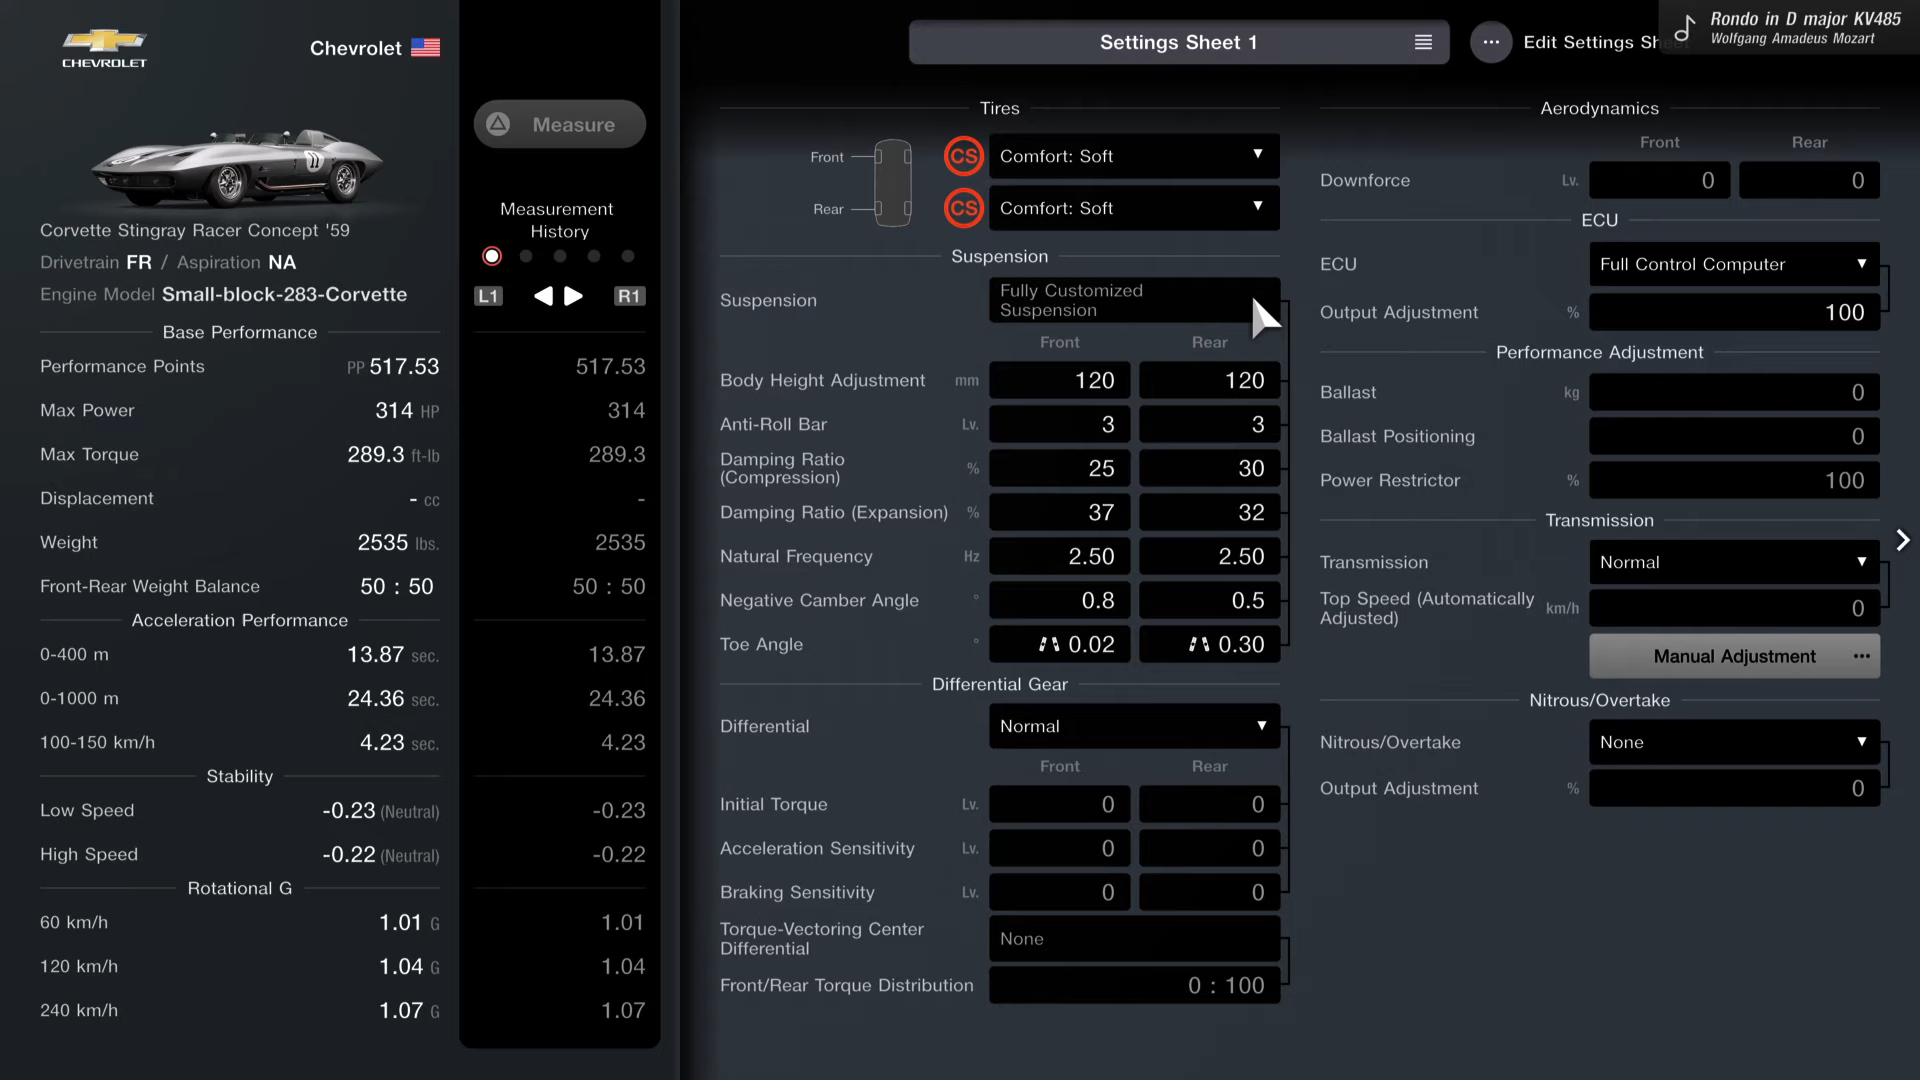 CHEVROLET
Chevrolet
Corvette Stingray Racer Concept '59
Drivetrain FR / Aspiration NA
Engine Model Small-block-283-Corvette
Base Performance
Performance Points PP 517.53
Max Power 314 HP
Max Torque 289.3 ft-lb
Displacement - cc
Weight 2535 lbs.
Front-Rear Weight Balance 50 : 50
Acceleration Performance
0-400 m 13.87 sec.
0-1000 m 24.36 sec.
100-150 km/h 4.23 sec.
Stability
Low Speed -0.23 (Neutral)
High Speed -0.22 (Neutral)
Rotational G
60 km/h 1.01 G
120 km/h 1.04 G
240 km/h 1.07 G
Measure
Measurement
History
L1 R1
517.53
314
289.3
-
2535
50 : 50
13.87
24.36
4.23
-0.23
-0.22
1.01
1.04
1.07
Settings Sheet 1
Edit Settings Sh
Rondo in D major KV485
Wolfgang Amadeus Mozart
Tires
Front CS Comfort: Soft
Rear CS Comfort: Soft
Suspension
Suspension Fully Customized
Suspension
Front Rear
Body Height Adjustment mm 120 120
Anti-Roll Bar Lv. 3 3
Damping Ratio
(Compression) % 25 30
Damping Ratio (Expansion) % 37 32
Natural Frequency Hz 2.50 2.50
Negative Camber Angle ° 0.8 0.5
Toe Angle ° 0.02 0.30
Differential Gear
Differential Normal
Front Rear
Initial Torque Lv. 0 0
Acceleration Sensitivity Lv. 0 0
Braking Sensitivity Lv. 0 0
Torque-Vectoring Center
Differential None
Front/Rear Torque Distribution 0 : 100
Aerodynamics
Front Rear
Downforce Lv. 0 0
ECU
ECU Full Control Computer
Output Adjustment % 100
Performance Adjustment
Ballast kg 0
Ballast Positioning 0
Power Restrictor % 100
Transmission
Transmission Normal
Top Speed (Automatically
Adjusted) km/h 0
Manual Adjustment
Nitrous/Overtake
Nitrous/Overtake None
Output Adjustment % 0